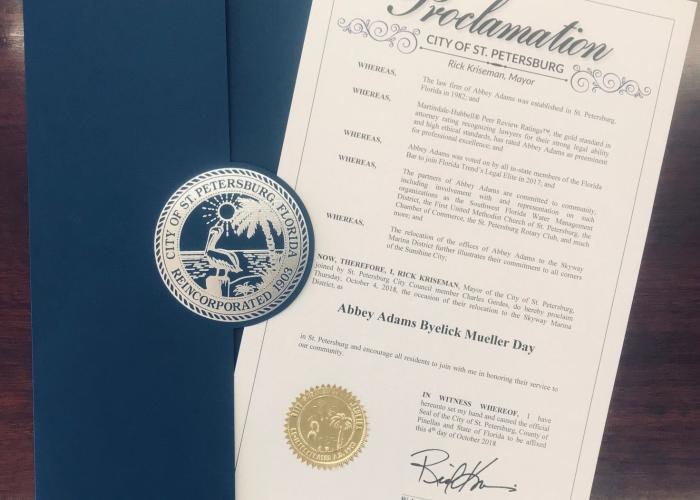 Proclamation
CITY OF ST. PETERSBURG
Rick Kriseman, Mayor
WHEREAS,
The law firm of Abbey Adams was established in St. Petersburg,
Florida in 1982; and
WHEREAS,
Martindale-Hubbell® Peer Review Ratings™, the gold standard in
attorney rating recognizing lawyers for their strong legal ability
and high ethical standards, has rated Abbey Adams as preeminent
for professional excellence; and
WHEREAS,
Abbey Adams was voted on by all in-state members of the Florida
Bar to join Florida Trend's Legal Elite in 2017; and
WHEREAS,
The partners of Abbey Adams are committed to community,
including involvement with and representation on such
organizations as the Southwest Florida Water Management
District, the First United Methodist Church of St. Petersburg, the
Chamber of Commerce, the St. Petersburg Rotary Club, and much
more; and
WHEREAS,
The relocation of the offices of Abbey Adams to the Skyway
Marina District further illustrates their commitment to all corners
of the Sunshine City;
NOW, THEREFORE, I, RICK KRISEMAN, Mayor of the City of St. Petersburg,
joined by St. Petersburg City Council member Charles Gerdes, do hereby proclaim
Thursday, October 4, 2018, the occasion of their relocation to the Skyway Marina
District, as
Abbey Adams Byelick Mueller Day
in St. Petersburg and encourage all residents to join with me in honoring their service to
our community.
IN WITNESS WHEREOF, I have
hereunto set my hand and caused the official
Seal of the City of St. Petersburg, County of
Pinellas and State of Florida to be affixed
this 4th day of October 2018.
CITY OF ST. PETERSBURG, FLORIDA
REINCORPORATED 1903